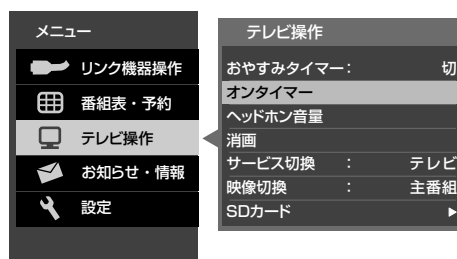 メニュー
リンク機器操作
番組表・予約
テレビ操作
お知らせ・情報
設定
テレビ操作
おやすみタイマー： 切
オンタイマー
ヘッドホン音量
消画
サービス切換 ： テレビ
映像切換 ： 主番組
SDカード ▶